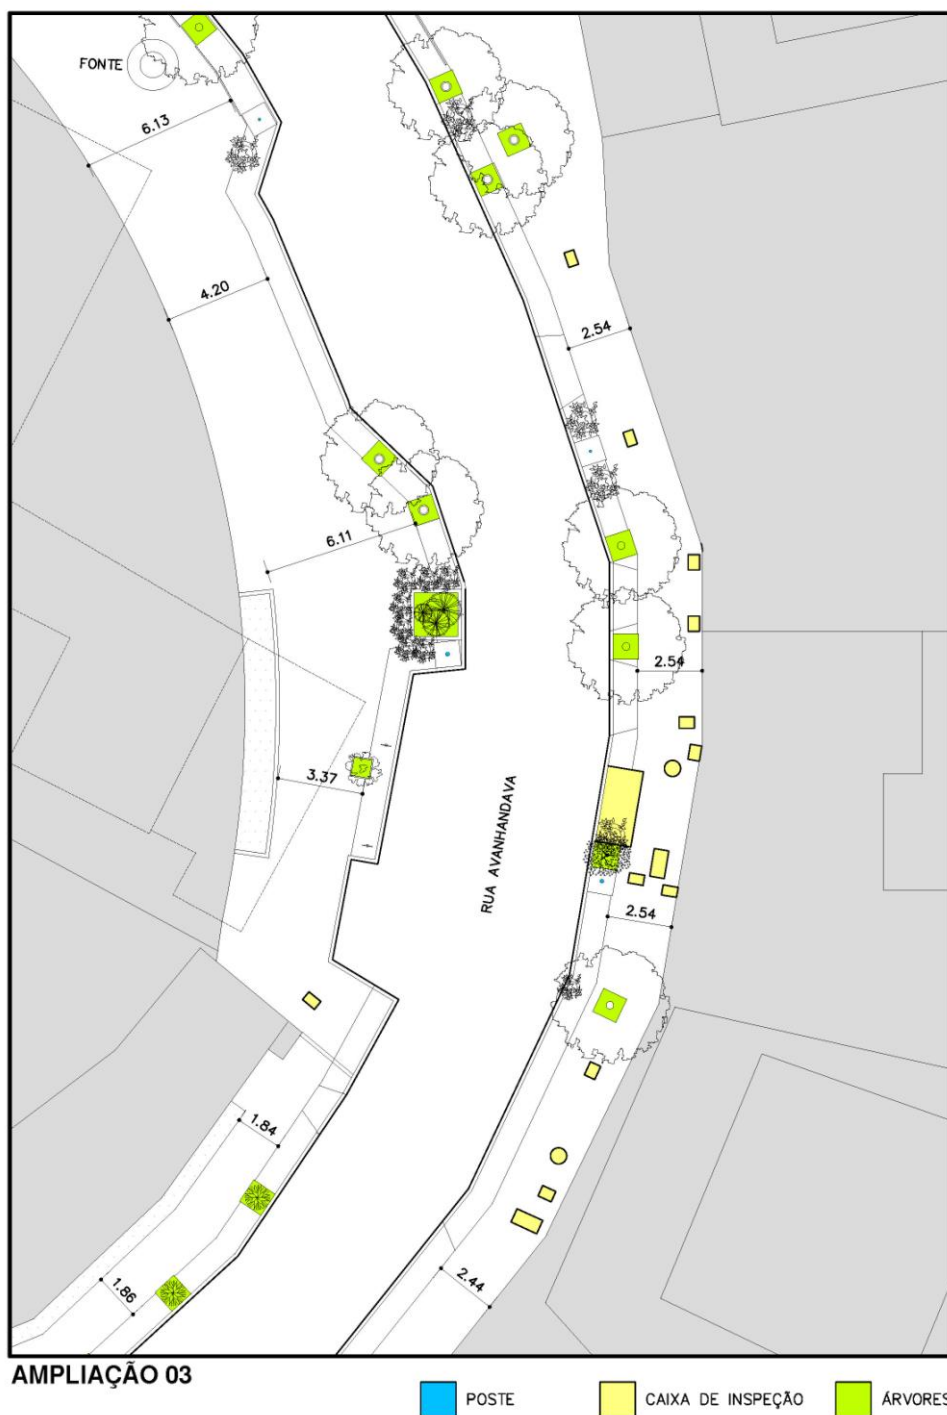 FONTE
6.13
4.20
2.54
6.11
2.54
3.37
RUA AVANHANDAVA
2.54
1.84
1.86
2.44
AMPLIAÇÃO 03
POSTE
CAIXA DE INSPEÇÃO
ÁRVORES